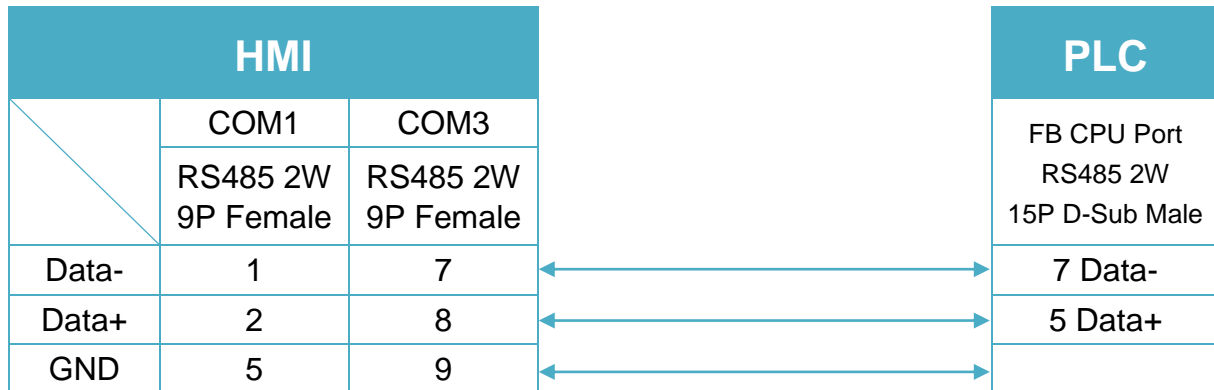 HMI PLC
COM1 COM3
RS485 2W 9P Female RS485 2W 9P Female
FB CPU Port
RS485 2W
15P D-Sub Male
Data- 1 7 7 Data-
Data+ 2 8 5 Data+
GND 5 9